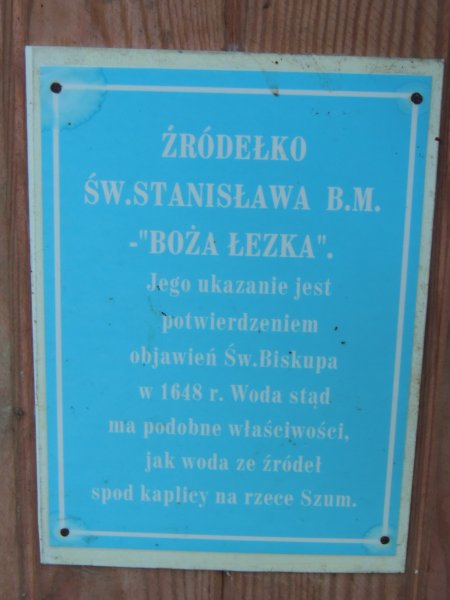 ŹRÓDEŁKO
ŚW.STANISŁAWA B.M.
-"BOŻA ŁEZKA".
Jego ukazanie jest
potwierdzeniem
objawień Św.Biskupa
w 1648 r. Woda stąd
ma podobne właściwości,
jak woda ze źródeł
spod kaplicy na rzece Szum.